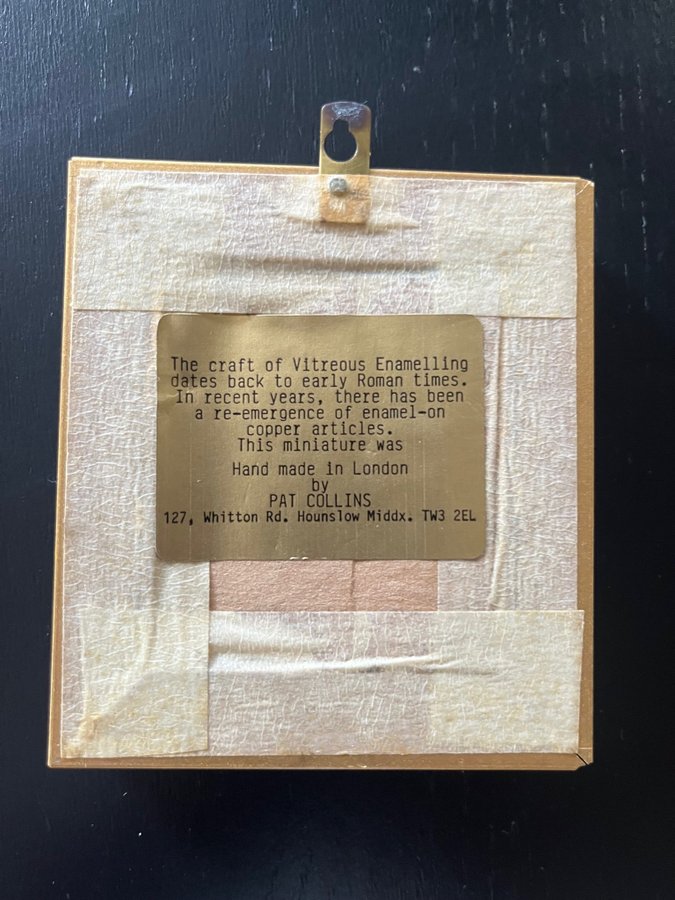 The craft of Vitreous Enamelling
dates back to early Roman times.
In recent years, there has been
a re-emergence of enamel-on
copper articles.
This miniature was
Hand made in London
by
PAT COLLINS
127, Whitton Rd. Hounslow Middx. TW3 2EL